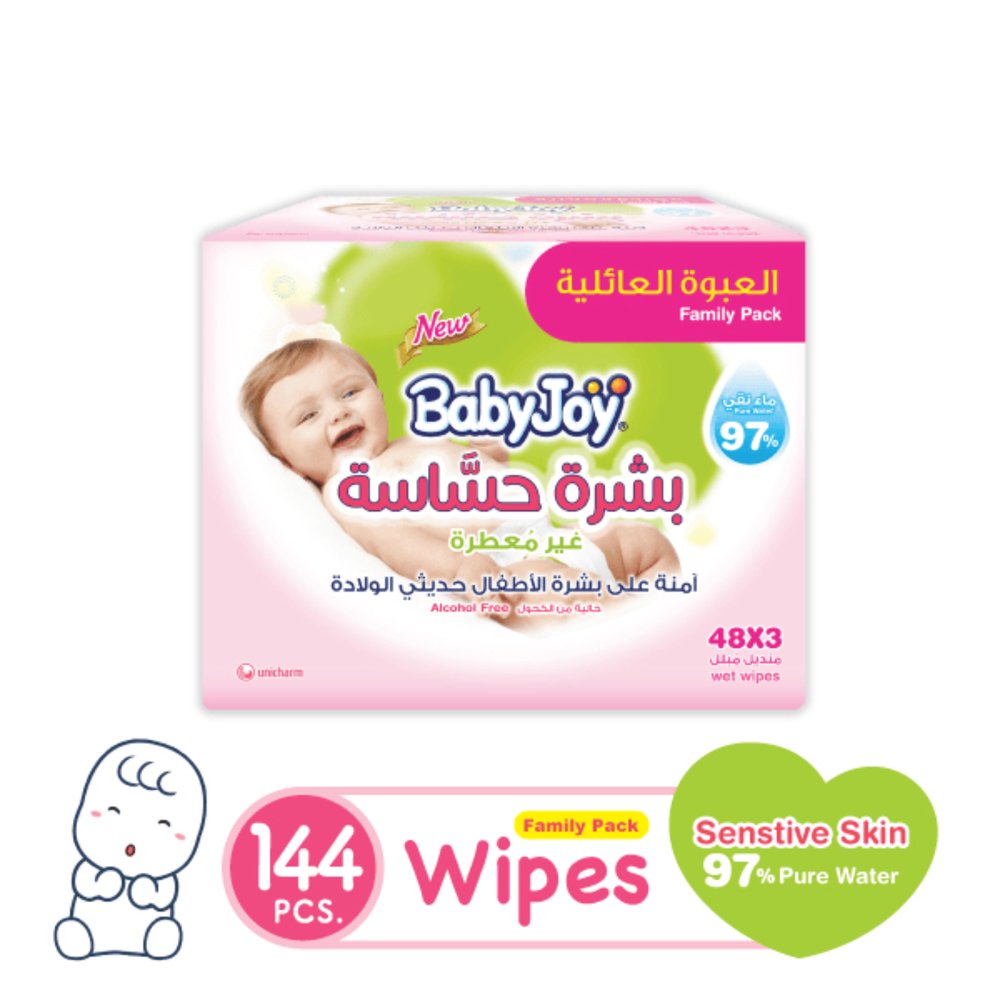 العبوة العائلية
Family Pack
New
BabyJoy®
ماء نقي
Pure Water
97%
بشرة حسَّاسة
غير مُعطرة
آمنة على بشرة الأطفال حديثي الولادة
Alcohol Free خالية من الكحول
48X3
منديل مبلل
wet wipes
unicharm
144
PCS.
Family Pack
Wipes
Senstive Skin
97% Pure Water